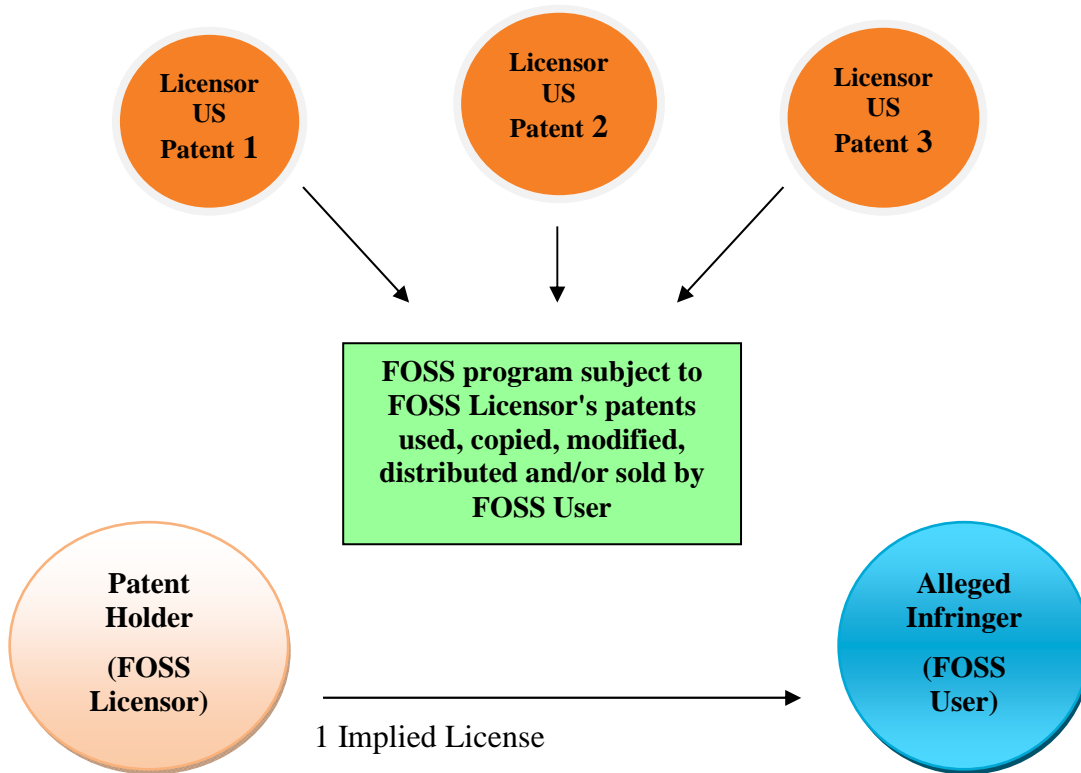 Licensor
US
Patent 1
Licensor
US
Patent 2
Licensor
US
Patent 3
FOSS program subject to
FOSS Licensor's patents
used, copied, modified,
distributed and/or sold by
FOSS User
Patent
Holder
(FOSS
Licensor)
Alleged
Infringer
(FOSS
User)
1 Implied License